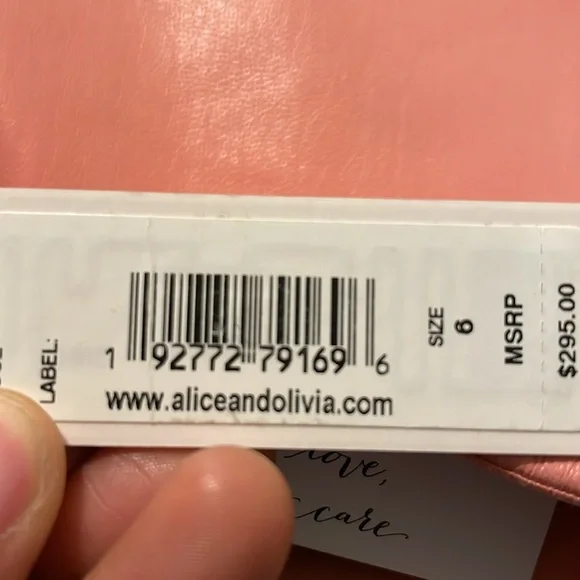 LABEL:
1 92772 79169 6
www.aliceandolivia.com
SIZE
6
MSRP
$295.00
love,
care